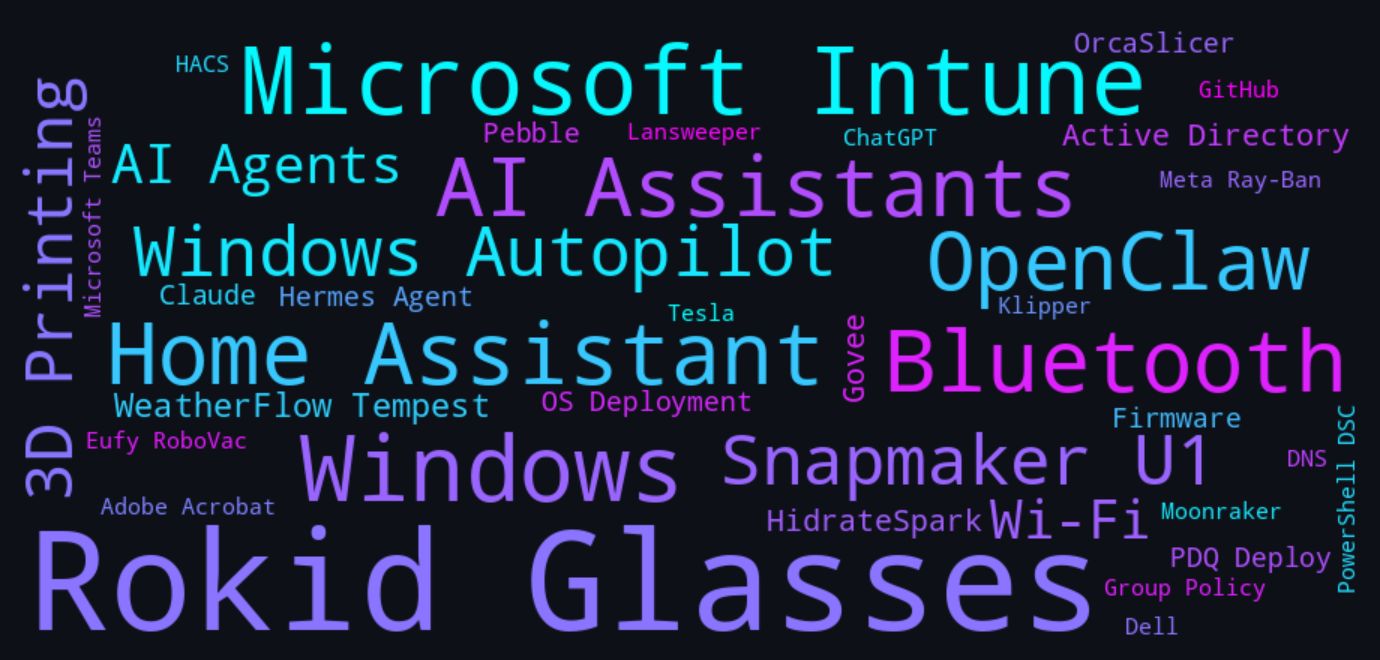 OrcaSlicer
HACS
Microsoft Intune
GitHub
3D Printing
Microsoft Teams
Pebble
Lansweeper
ChatGPT
Active Directory
AI Agents
AI Assistants
Meta Ray-Ban
Windows Autopilot
OpenClaw
Claude
Hermes Agent
Klipper
Tesla
Home Assistant
Govee
Bluetooth
WeatherFlow Tempest
OS Deployment
Firmware
PowerShell DSC
Eufy RoboVac
Windows
Snapmaker U1
DNS
Adobe Acrobat
HidrateSpark
Wi-Fi
Moonraker
Rokid Glasses
PDQ Deploy
Group Policy
Dell